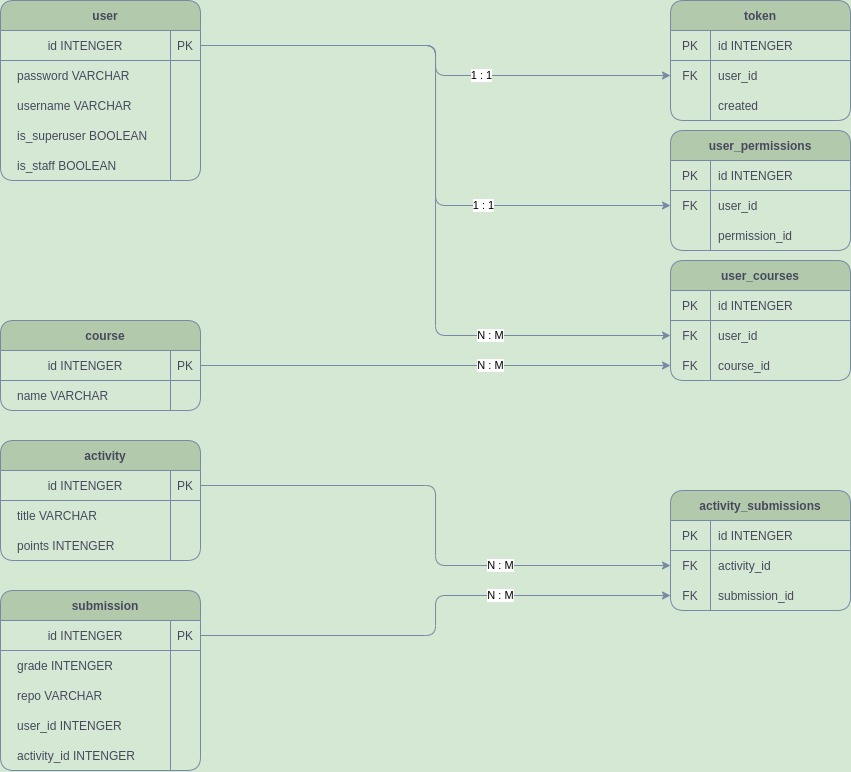 user
id INTENGER PK
password VARCHAR
username VARCHAR
is_superuser BOOLEAN
is_staff BOOLEAN
course
id INTENGER PK
name VARCHAR
activity
id INTENGER PK
title VARCHAR
points INTENGER
submission
id INTENGER PK
grade INTENGER
repo VARCHAR
user_id INTENGER
activity_id INTENGER
1 : 1
1 : 1
N : M
N : M
N : M
N : M
token
PK id INTENGER
FK user_id
created
user_permissions
PK id INTENGER
FK user_id
permission_id
user_courses
PK id INTENGER
FK user_id
FK course_id
activity_submissions
PK id INTENGER
FK activity_id
FK submission_id